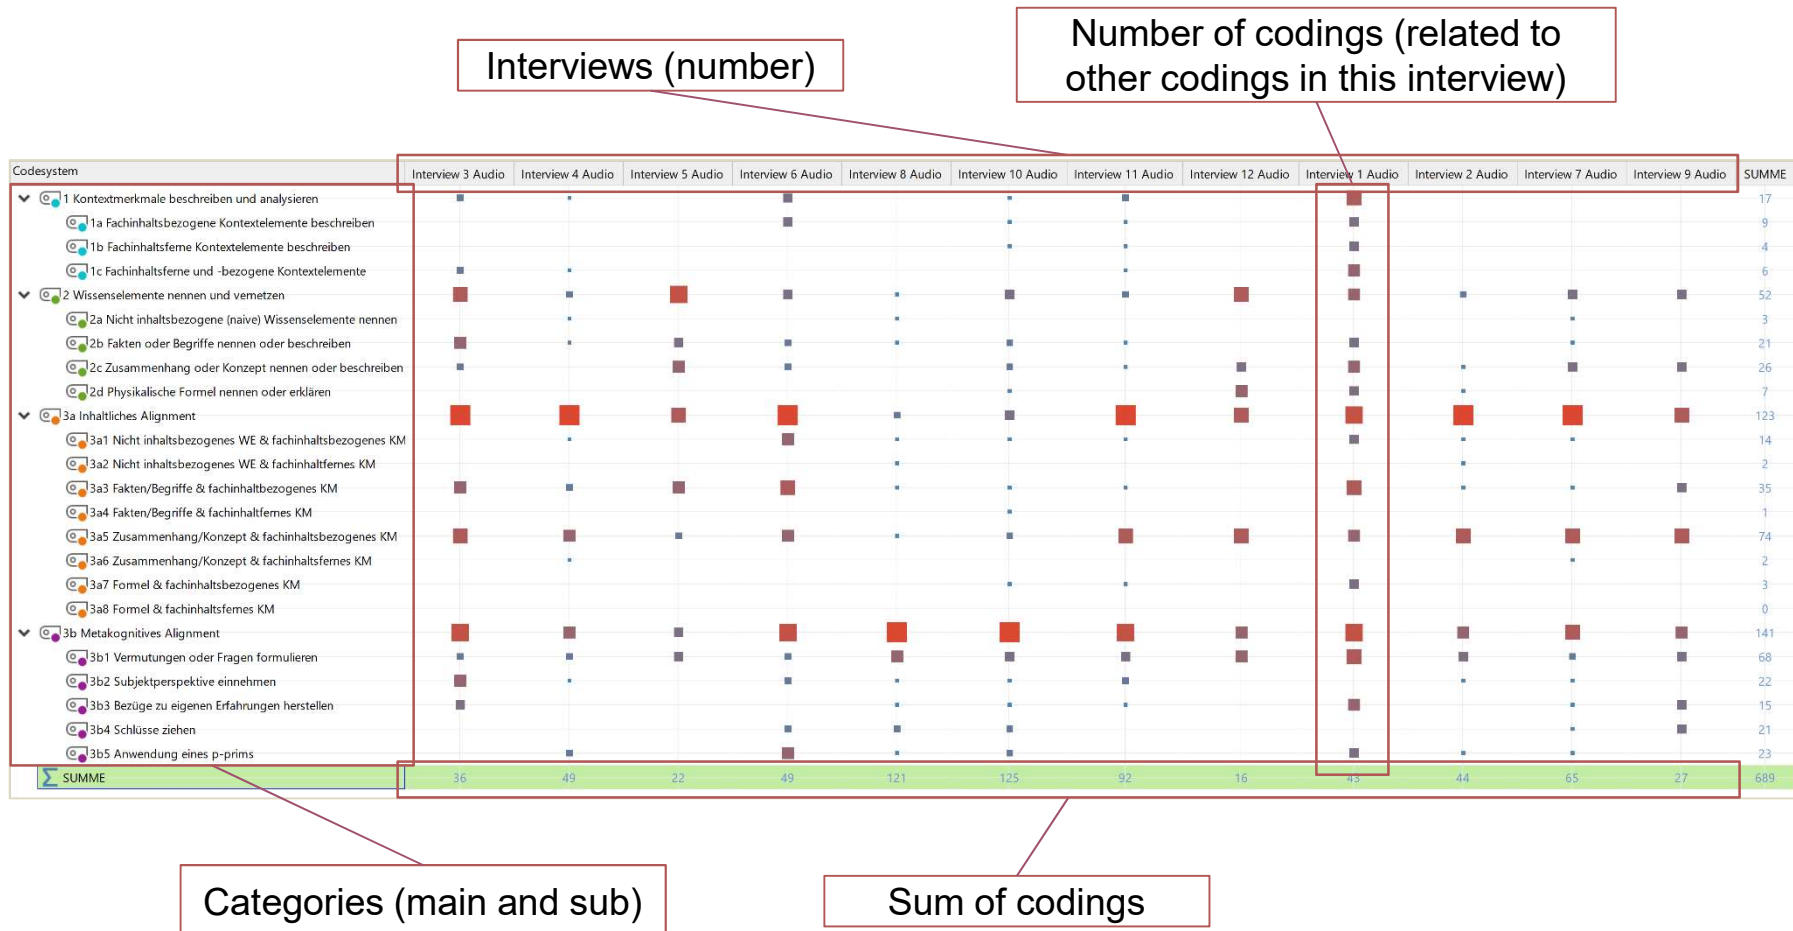 Interviews (number)
Number of codings (related to
other codings in this interview)
Codesystem Interview 3 Audio Interview 4 Audio Interview 5 Audio Interview 6 Audio Interview 8 Audio Interview 10 Audio Interview 11 Audio Interview 12 Audio Interview 1 Audio Interview 2 Audio Interview 7 Audio Interview 9 Audio SUMME
1 Kontextmerkmale beschreiben und analysieren 17
1a Fachinhaltsbezogene Kontextelemente beschreiben 9
1b Fachinhaltsferne Kontextelemente beschreiben 4
1c Fachinhaltsferne und -bezogene Kontextelemente 6
2 Wissenselemente nennen und vernetzen 52
2a Nicht inhaltsbezogene (naive) Wissenselemente nennen 3
2b Fakten oder Begriffe nennen oder beschreiben 21
2c Zusammenhang oder Konzept nennen oder beschreiben 26
2d Physikalische Formel nennen oder erklären 7
3a Inhaltliches Alignment 123
3a1 Nicht inhaltsbezogenes WE & fachinhaltsbezogenes KM 14
3a2 Nicht inhaltsbezogenes WE & fachinhaltfernes KM 2
3a3 Fakten/Begriffe & fachinhaltbezogenes KM 35
3a4 Fakten/Begriffe & fachinhaltfernes KM 1
3a5 Zusammenhang/Konzept & fachinhaltsbezogenes KM 74
3a6 Zusammenhang/Konzept & fachinhaltsfernes KM 2
3a7 Formel & fachinhaltsbezogenes KM 3
3a8 Formel & fachinhaltsfernes KM 0
3b Metakognitives Alignment 141
3b1 Vermutungen oder Fragen formulieren 68
3b2 Subjektperspektive einnehmen 22
3b3 Bezüge zu eigenen Erfahrungen herstellen 15
3b4 Schlüsse ziehen 21
3b5 Anwendung eines p-prims 23
Σ SUMME 36 49 22 49 121 125 92 16 43 44 65 27 689
Categories (main and sub)
Sum of codings